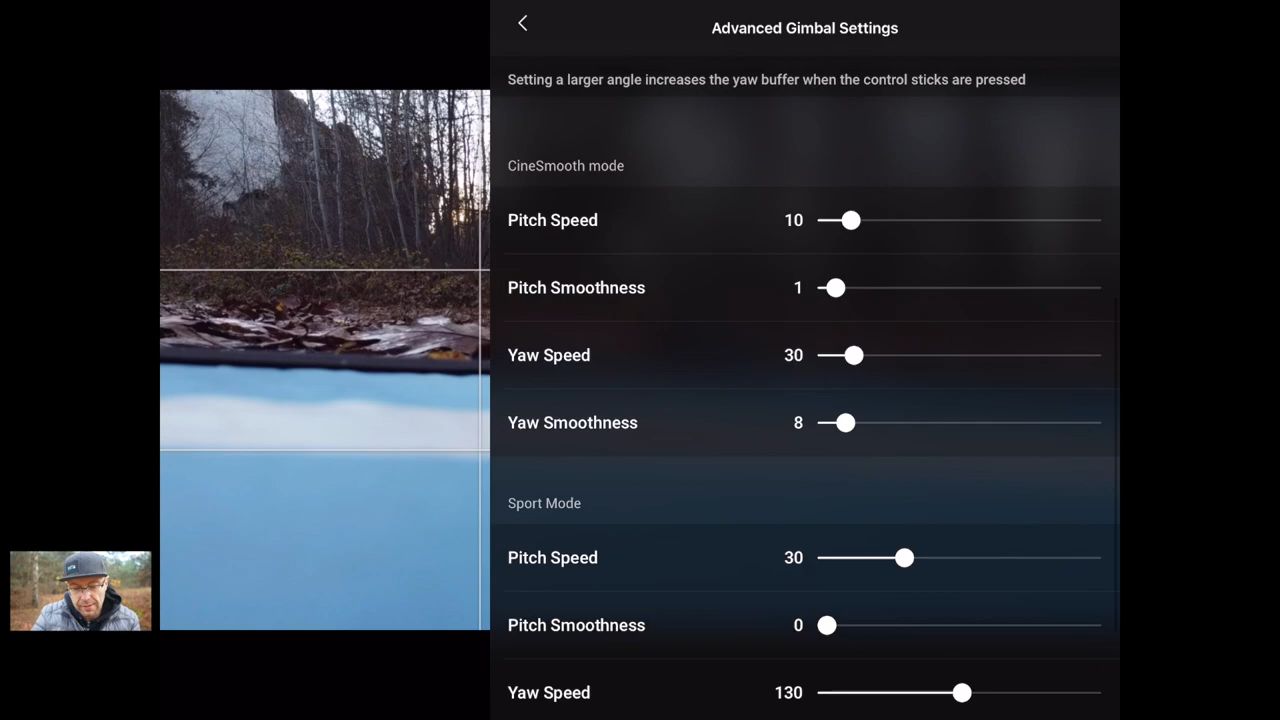 Advanced Gimbal Settings
Setting a larger angle increases the yaw buffer when the control sticks are pressed
CineSmooth mode
Pitch Speed 10
Pitch Smoothness 1
Yaw Speed 30
Yaw Smoothness 8
Sport Mode
Pitch Speed 30
Pitch Smoothness 0
Yaw Speed 130